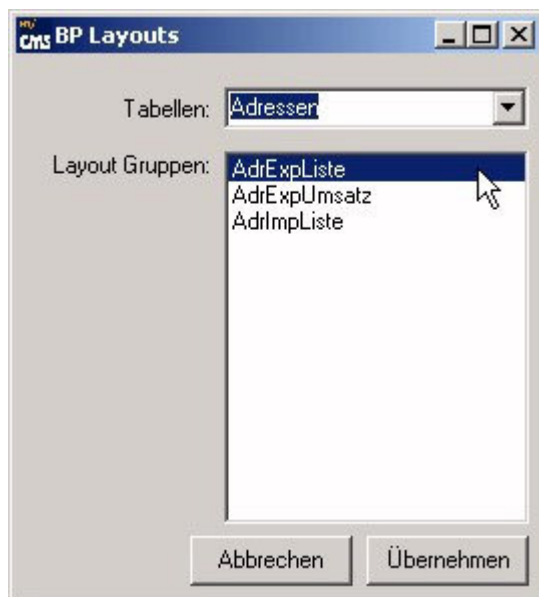 CMS BP Layouts
Tabellen: Adressen
Layout Gruppen: AdrExpListe
AdrExpUmsatz
AdrImpListe
Abbrechen Übernehmen